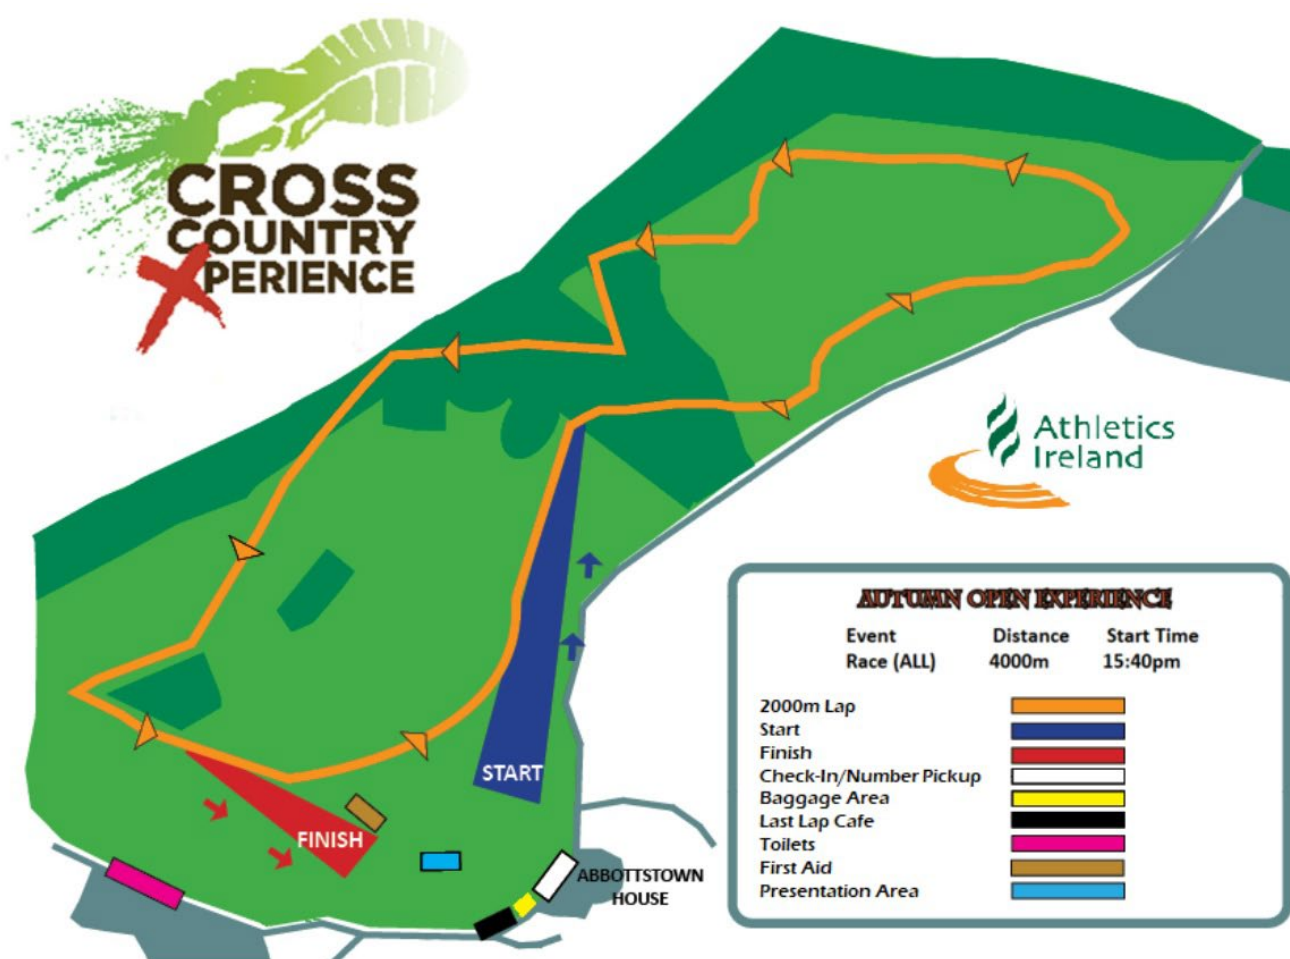 CROSS
COUNTRY
XPERIENCE
Athletics
Ireland
START
FINISH
ABBOTTSTOWN
HOUSE
AUTUMN OPEN EXPERIENCE
Event Distance Start Time
Race (ALL) 4000m 15:40pm
2000m Lap
Start
Finish
Check-In/Number Pickup
Baggage Area
Last Lap Cafe
Toilets
First Aid
Presentation Area